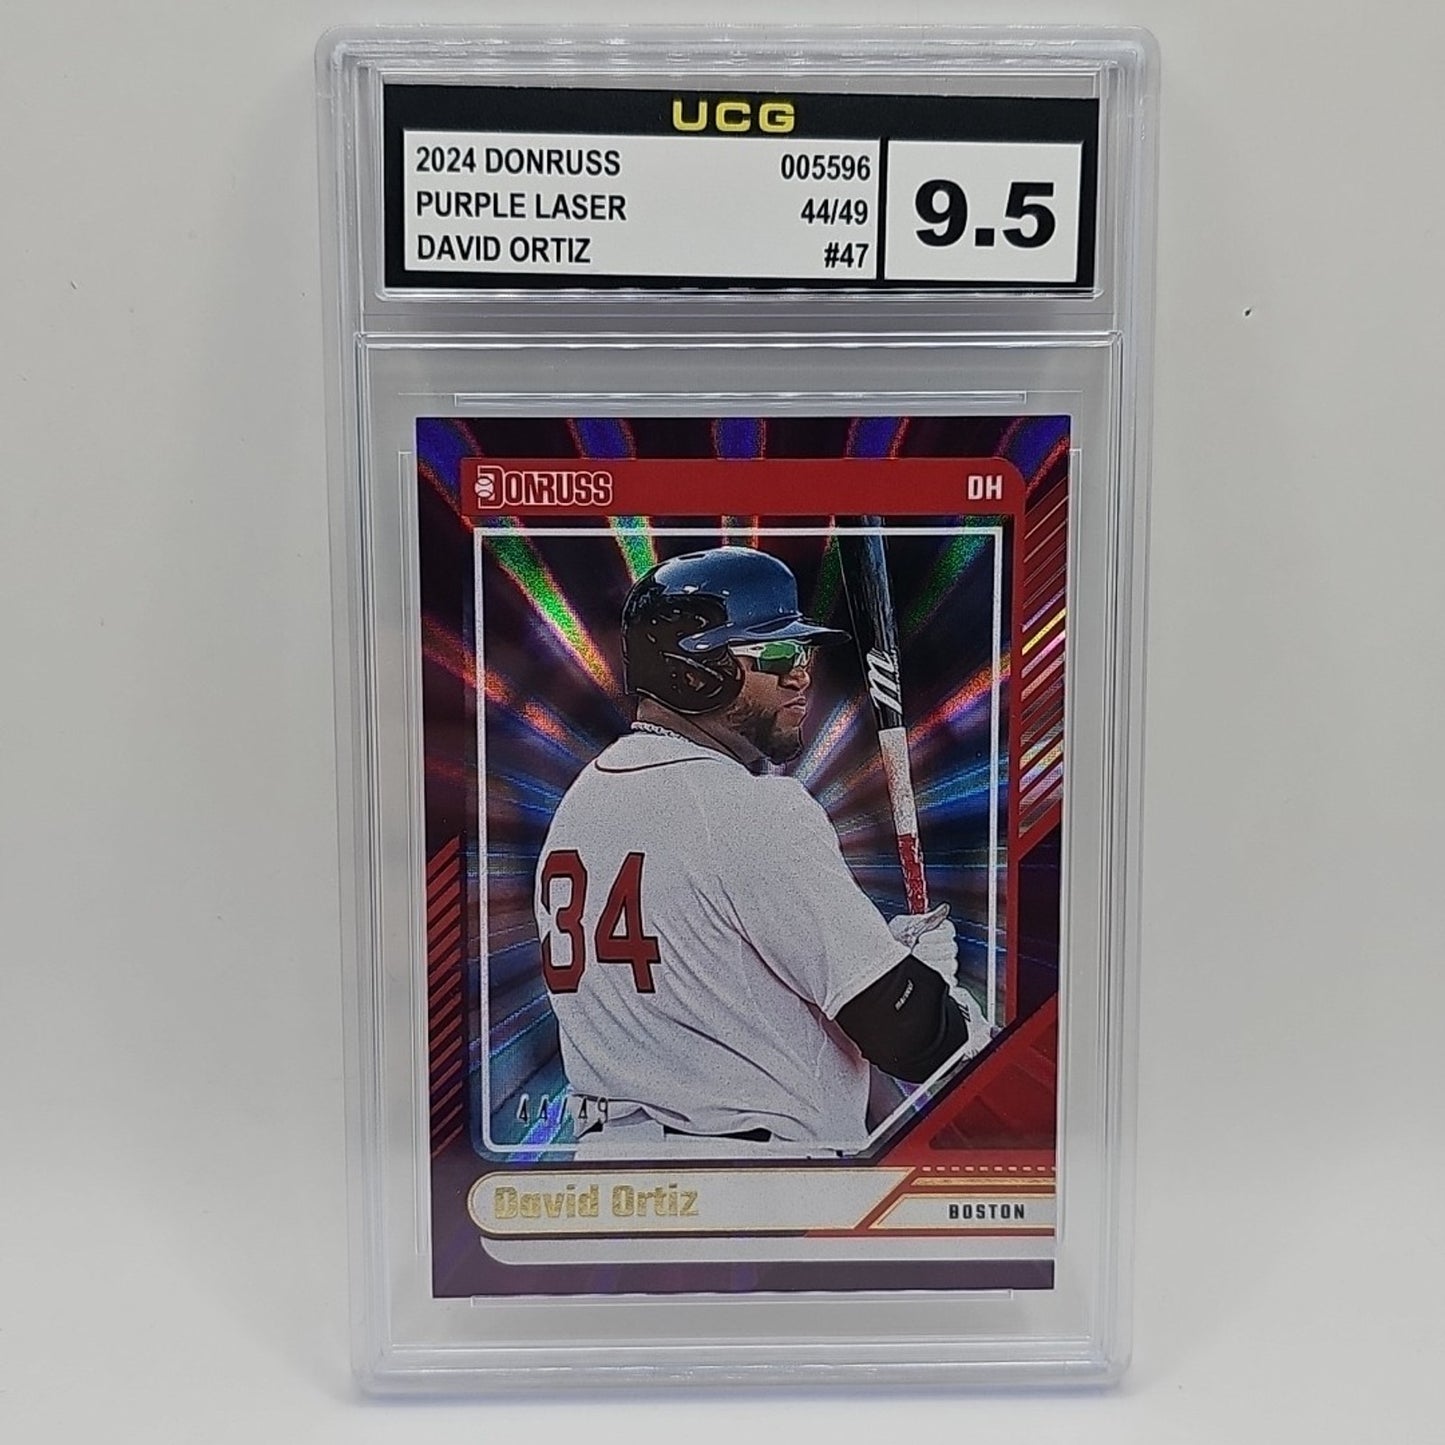 UCG
2024 DONRUSS 005596
PURPLE LASER 44/49
DAVID ORTIZ #47
9.5
DONRUSS DH
34
44/49
David Ortiz
BOSTON